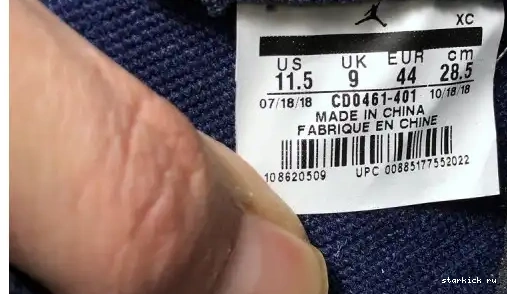 XC
US UK EUR cm
11.5 9 44 28.5
07/18/18 CD0461-401 10/18/18
MADE IN CHINA
FABRIQUE EN CHINE
108620509 UPC 00885177552022
starkick ru